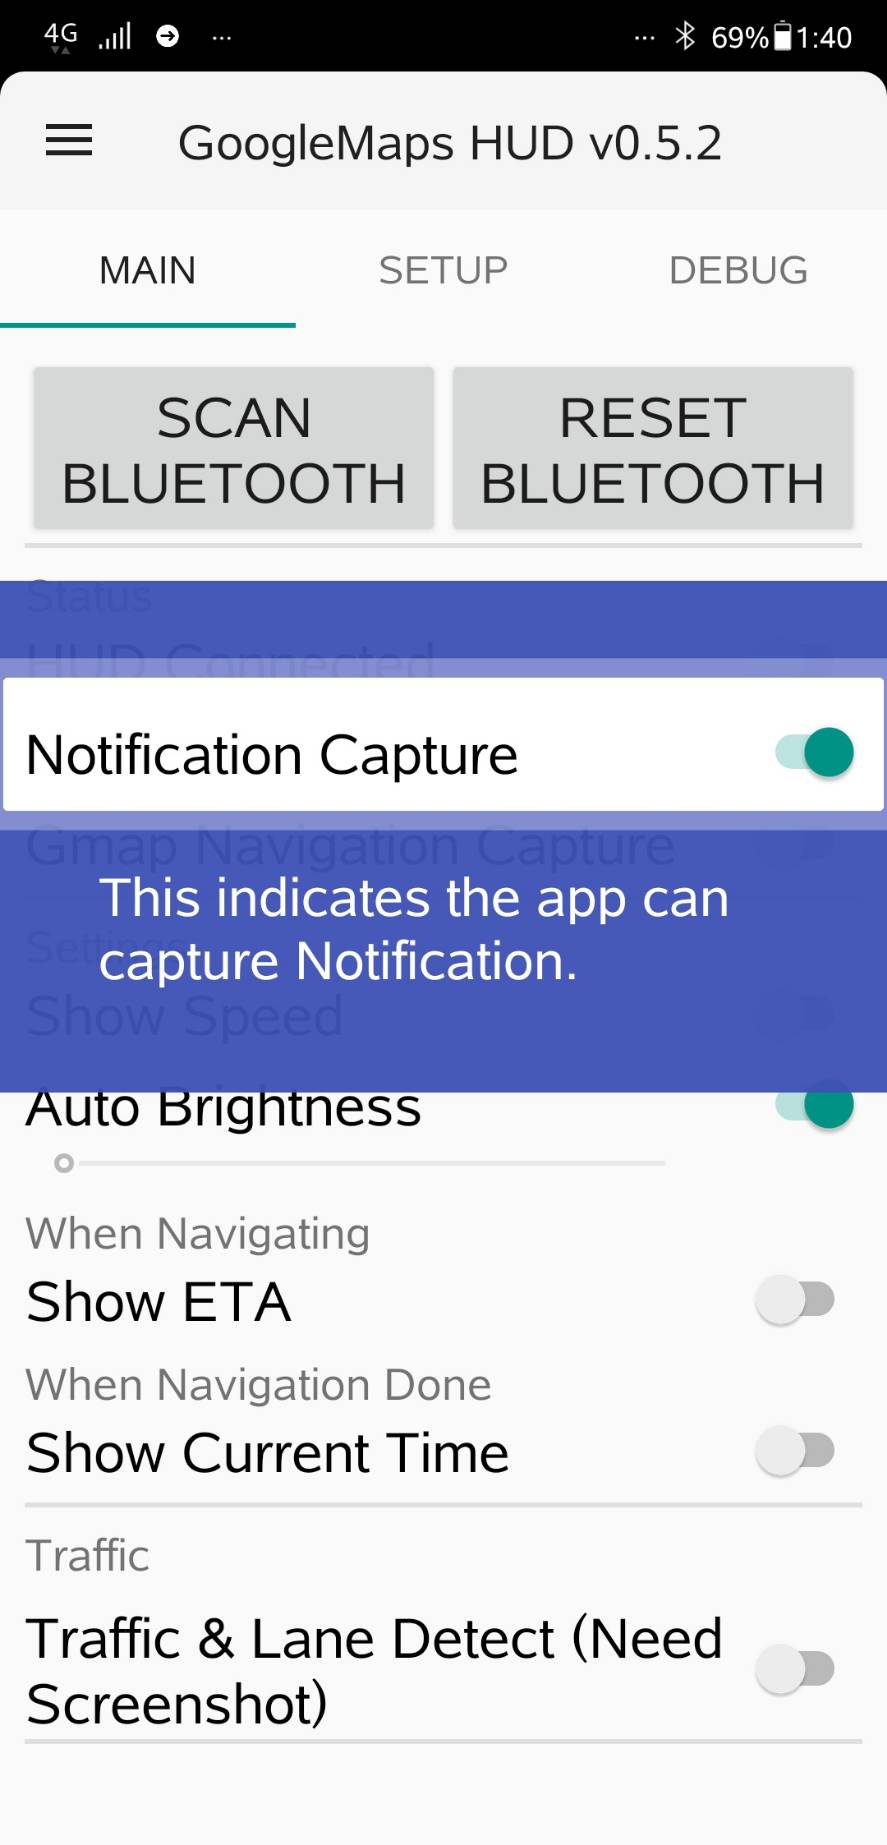 4G ... ... 69% 1:40
GoogleMaps HUD v0.5.2
MAIN SETUP DEBUG
SCAN
BLUETOOTH
RESET
BLUETOOTH
Status
HUD Connected
Notification Capture
Gmap Navigation Capture
This indicates the app can
Settings
capture Notification.
Show Speed
Auto Brightness
When Navigating
Show ETA
When Navigation Done
Show Current Time
Traffic
Traffic & Lane Detect (Need
Screenshot)